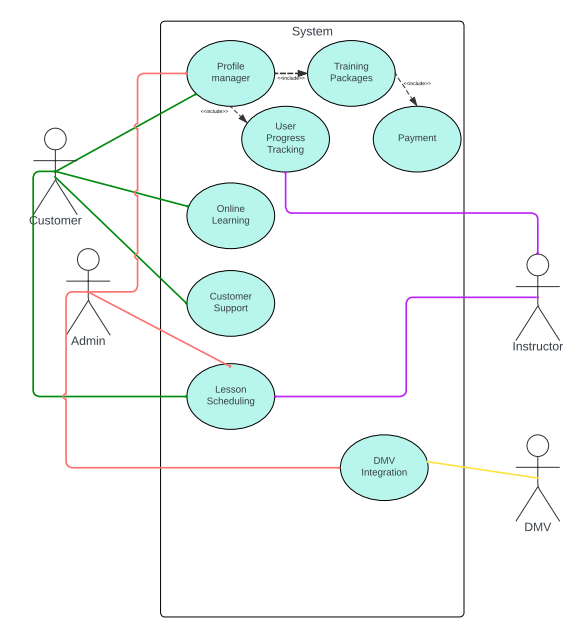 System
Profile
manager
Training
Packages
<<include>>
<<include>>
<<include>>
User
Progress
Tracking
Payment
Customer
Online
Learning
Instructor
Admin
Customer
Support
Lesson
Scheduling
DMV
Integration
DMV